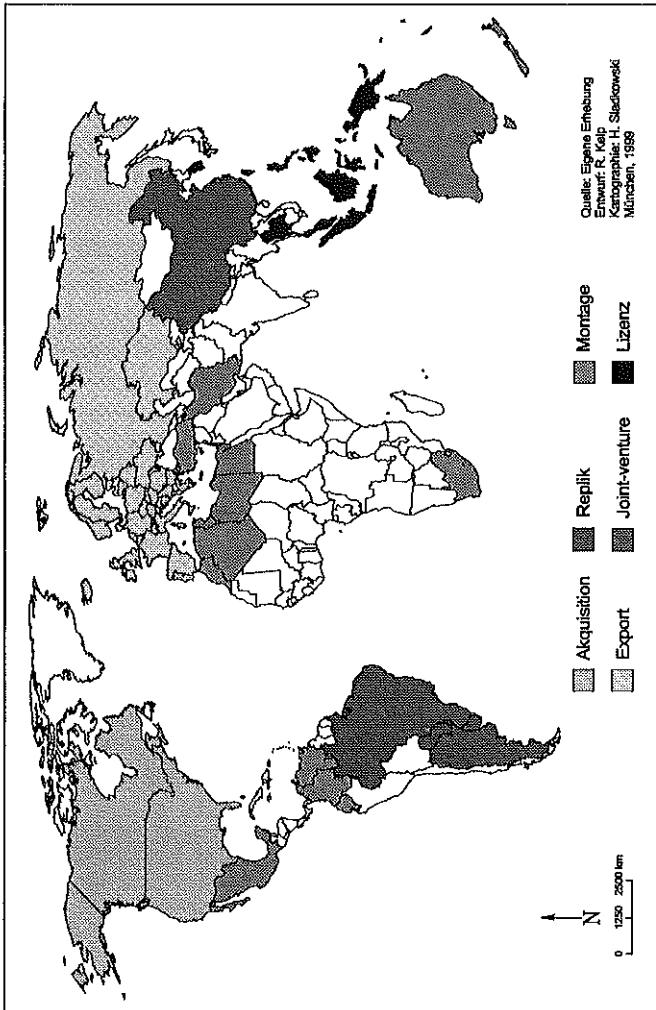 Akquisition
Replik
Montage
Export
Joint-venture
Lizenz
Quelle: Eigene Erhebung
Entwurf: R. Kelp
Kartographie: H. Sladkowski
München, 1999
N
0 1250 2500 km